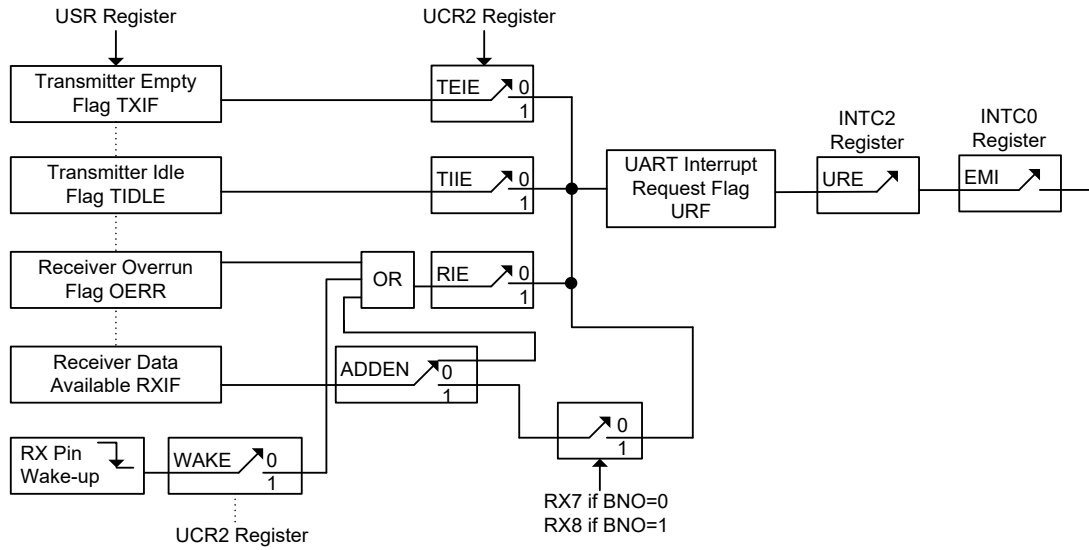 USR Register
UCR2 Register
Transmitter Empty
Flag TXIF
TEIE
0
1
INTC2
Register
INTC0
Register
Transmitter Idle
Flag TIDLE
TIIE
0
1
UART Interrupt
Request Flag
URF
URE
EMI
Receiver Overrun
Flag OERR
OR
RIE
0
1
Receiver Data
Available RXIF
ADDEN
0
1
0
1
RX Pin
Wake-up
WAKE
0
1
RX7 if BNO=0
RX8 if BNO=1
UCR2 Register